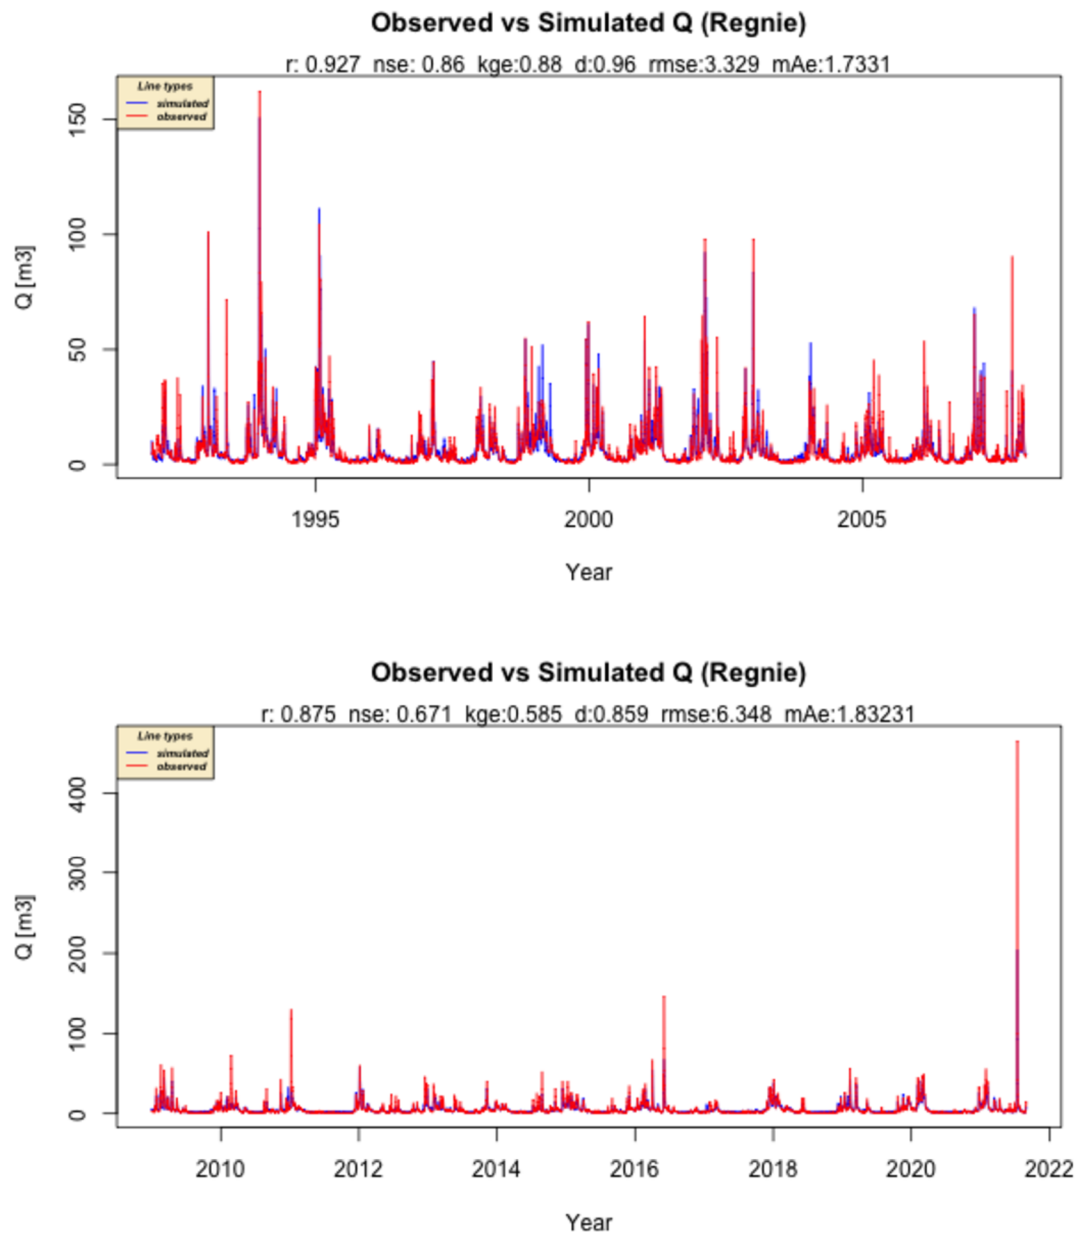 Observed vs Simulated Q (Regnie)
r: 0.927 nse: 0.86 kge:0.88 d:0.96 rmse:3.329 mAe:1.7331
Line types
simulated
observed
Q [m3]
150
100
50
0
1995 2000 2005
Year
Observed vs Simulated Q (Regnie)
r: 0.875 nse: 0.671 kge:0.585 d:0.859 rmse:6.348 mAe:1.83231
Line types
simulated
observed
Q [m3]
400
300
200
100
0
2010 2012 2014 2016 2018 2020 2022
Year